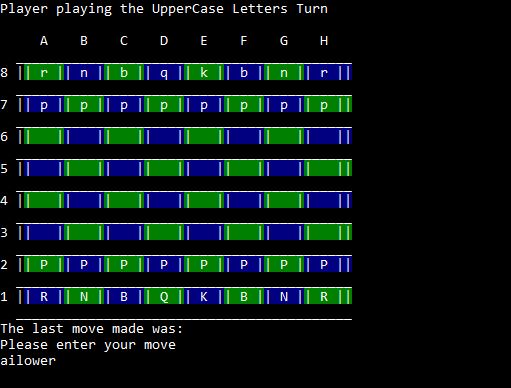 Player playing the UpperCase Letters Turn
A B C D E F G H
8 || r || n || b || q || k || b || n || r ||
7 || p || p || p || p || p || p || p || p ||
6 || || || || || || || || ||
5 || || || || || || || || ||
4 || || || || || || || || ||
3 || || || || || || || || ||
2 || P || P || P || P || P || P || P || P ||
1 || R || N || B || Q || K || B || N || R ||
The last move made was:
Please enter your move
ailower